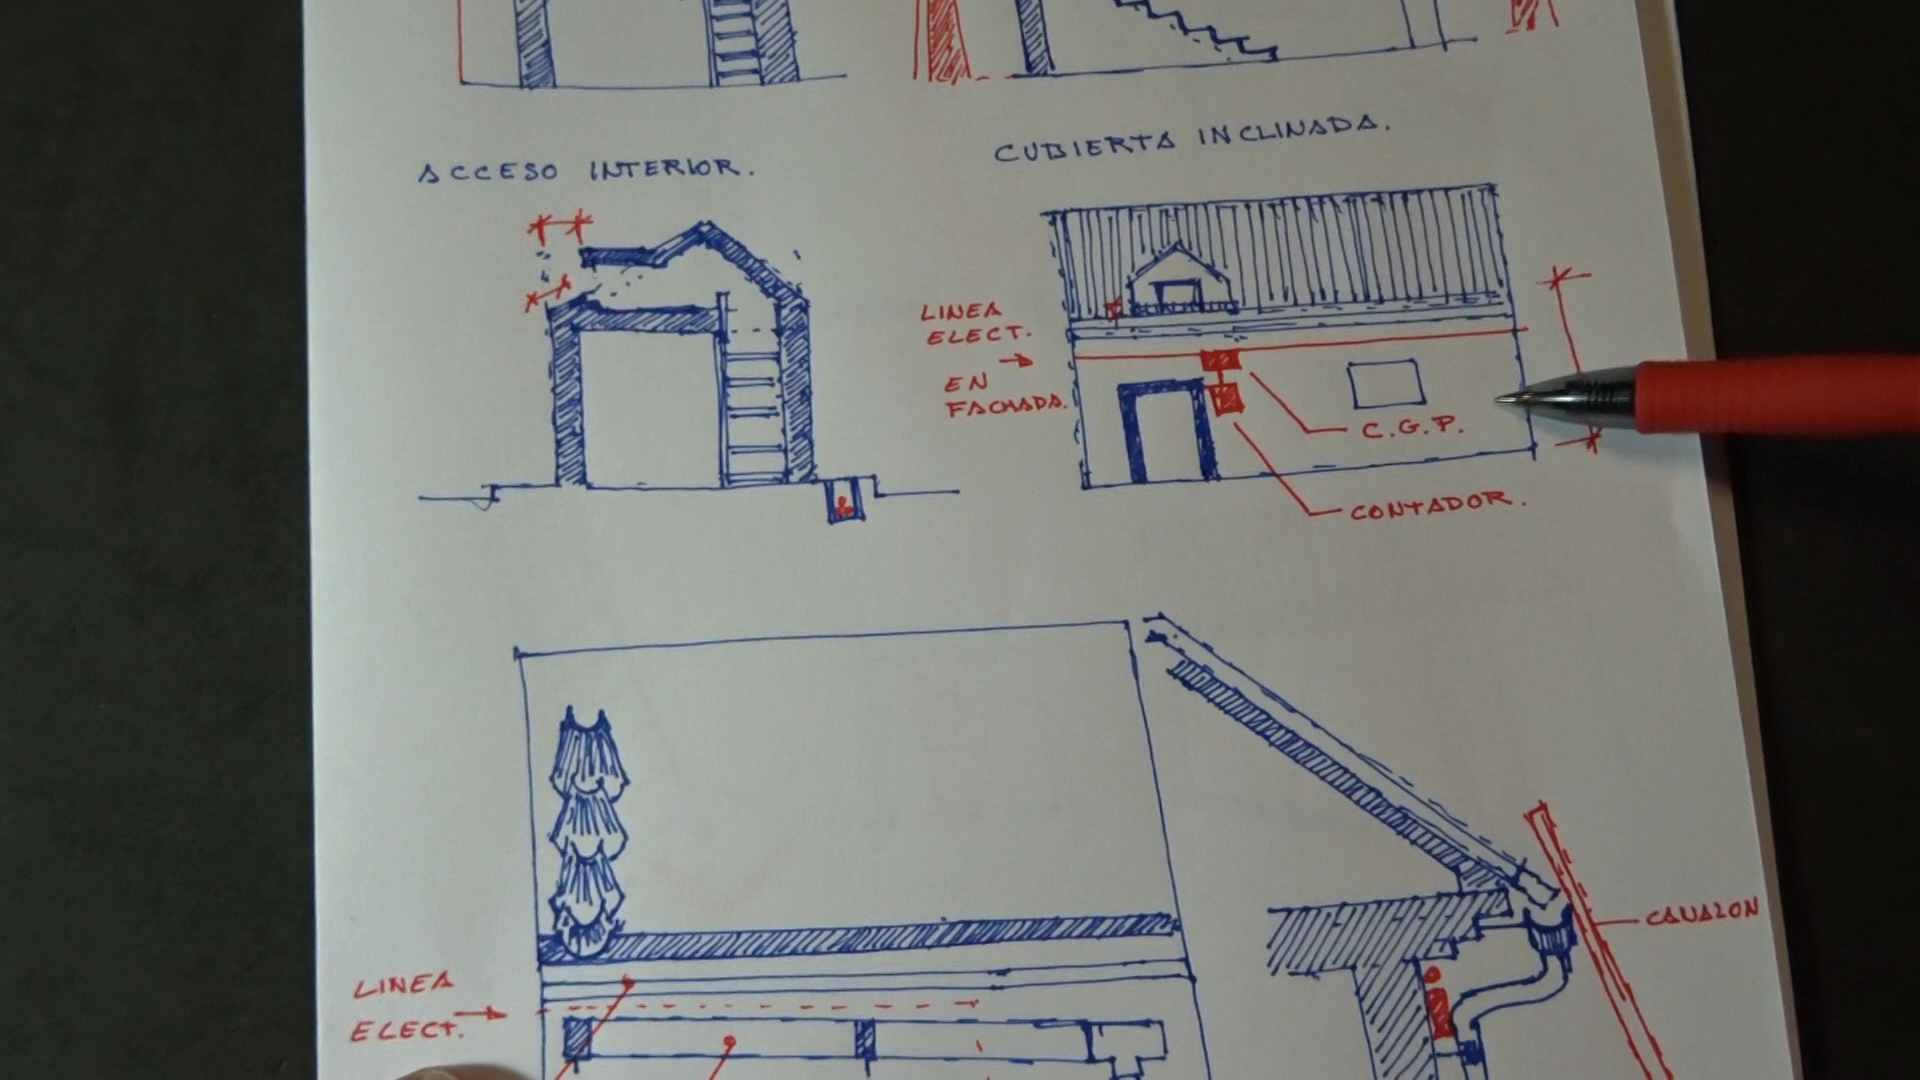 ACCESO INTERIOR.
CUBIERTA INCLINADA.
LINEA
ELECT.
EN
FACHADA.
C.G.P.
CONTADOR.
CANALON
LINEA
ELECT.